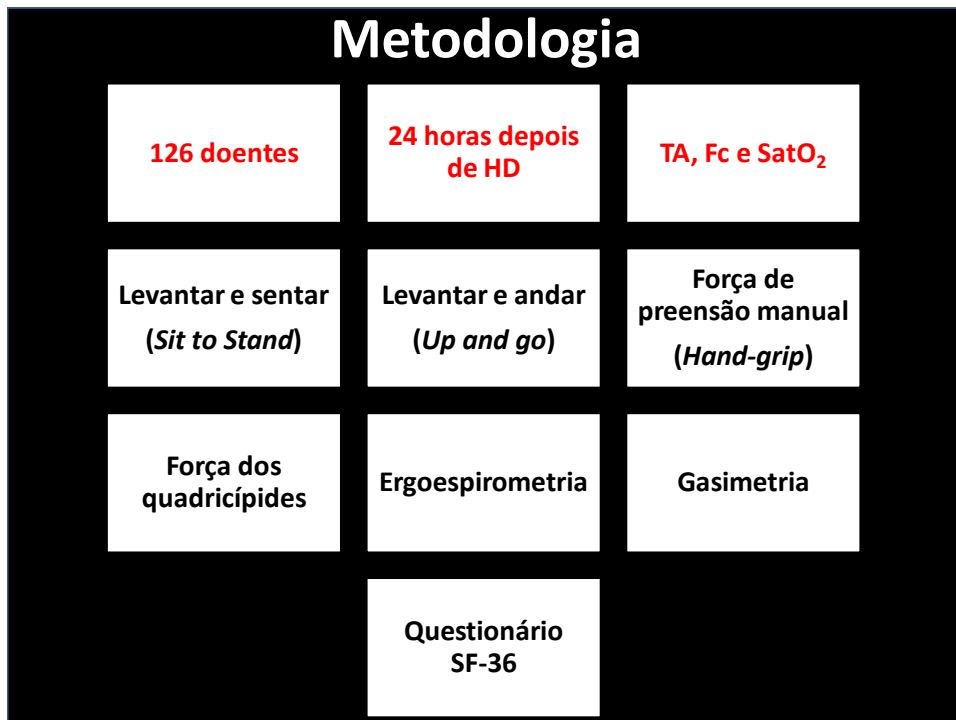 Metodologia
126 doentes
24 horas depois
de HD
TA, Fc e SatO₂
Levantar e sentar
(Sit to Stand)
Levantar e andar
(Up and go)
Força de
preensão manual
(Hand-grip)
Força dos
quadricípides
Ergoespirometria
Gasimetria
Questionário
SF-36